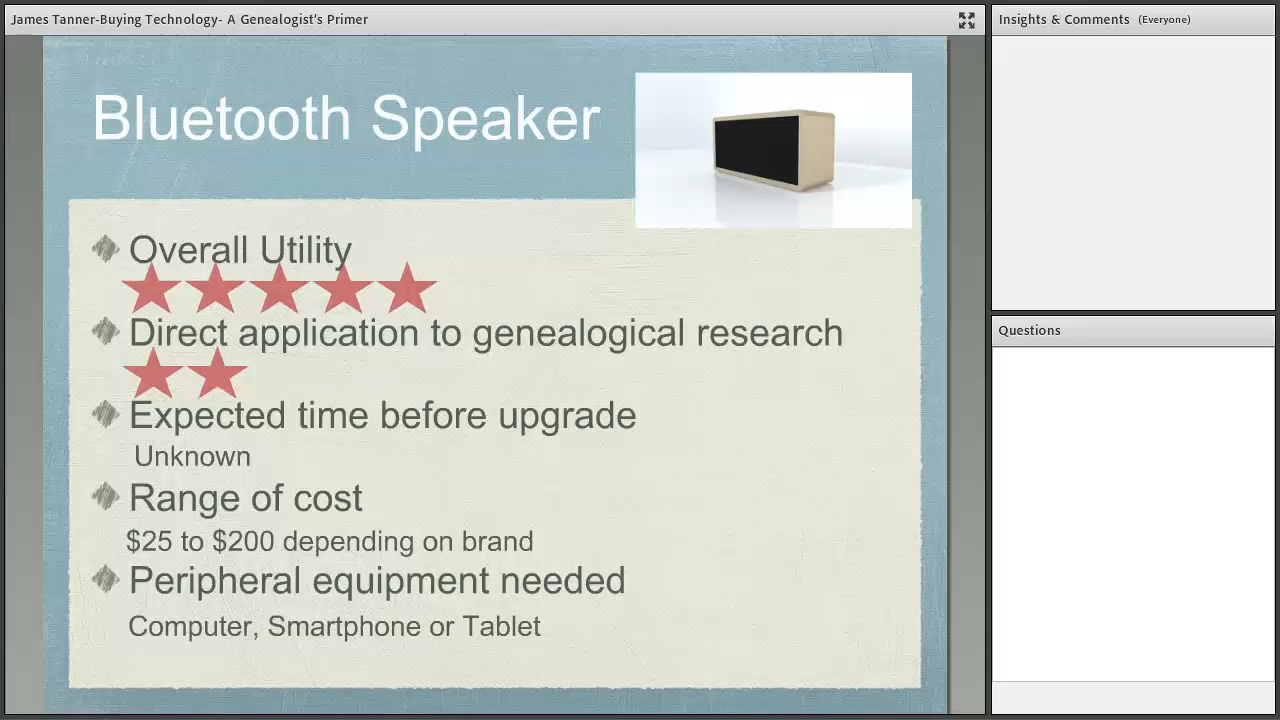 James Tanner-Buying Technology- A Genealogist's Primer
Insights & Comments (Everyone)
Bluetooth Speaker
Overall Utility
Direct application to genealogical research
Expected time before upgrade
Unknown
Range of cost
$25 to $200 depending on brand
Peripheral equipment needed
Computer, Smartphone or Tablet
Questions